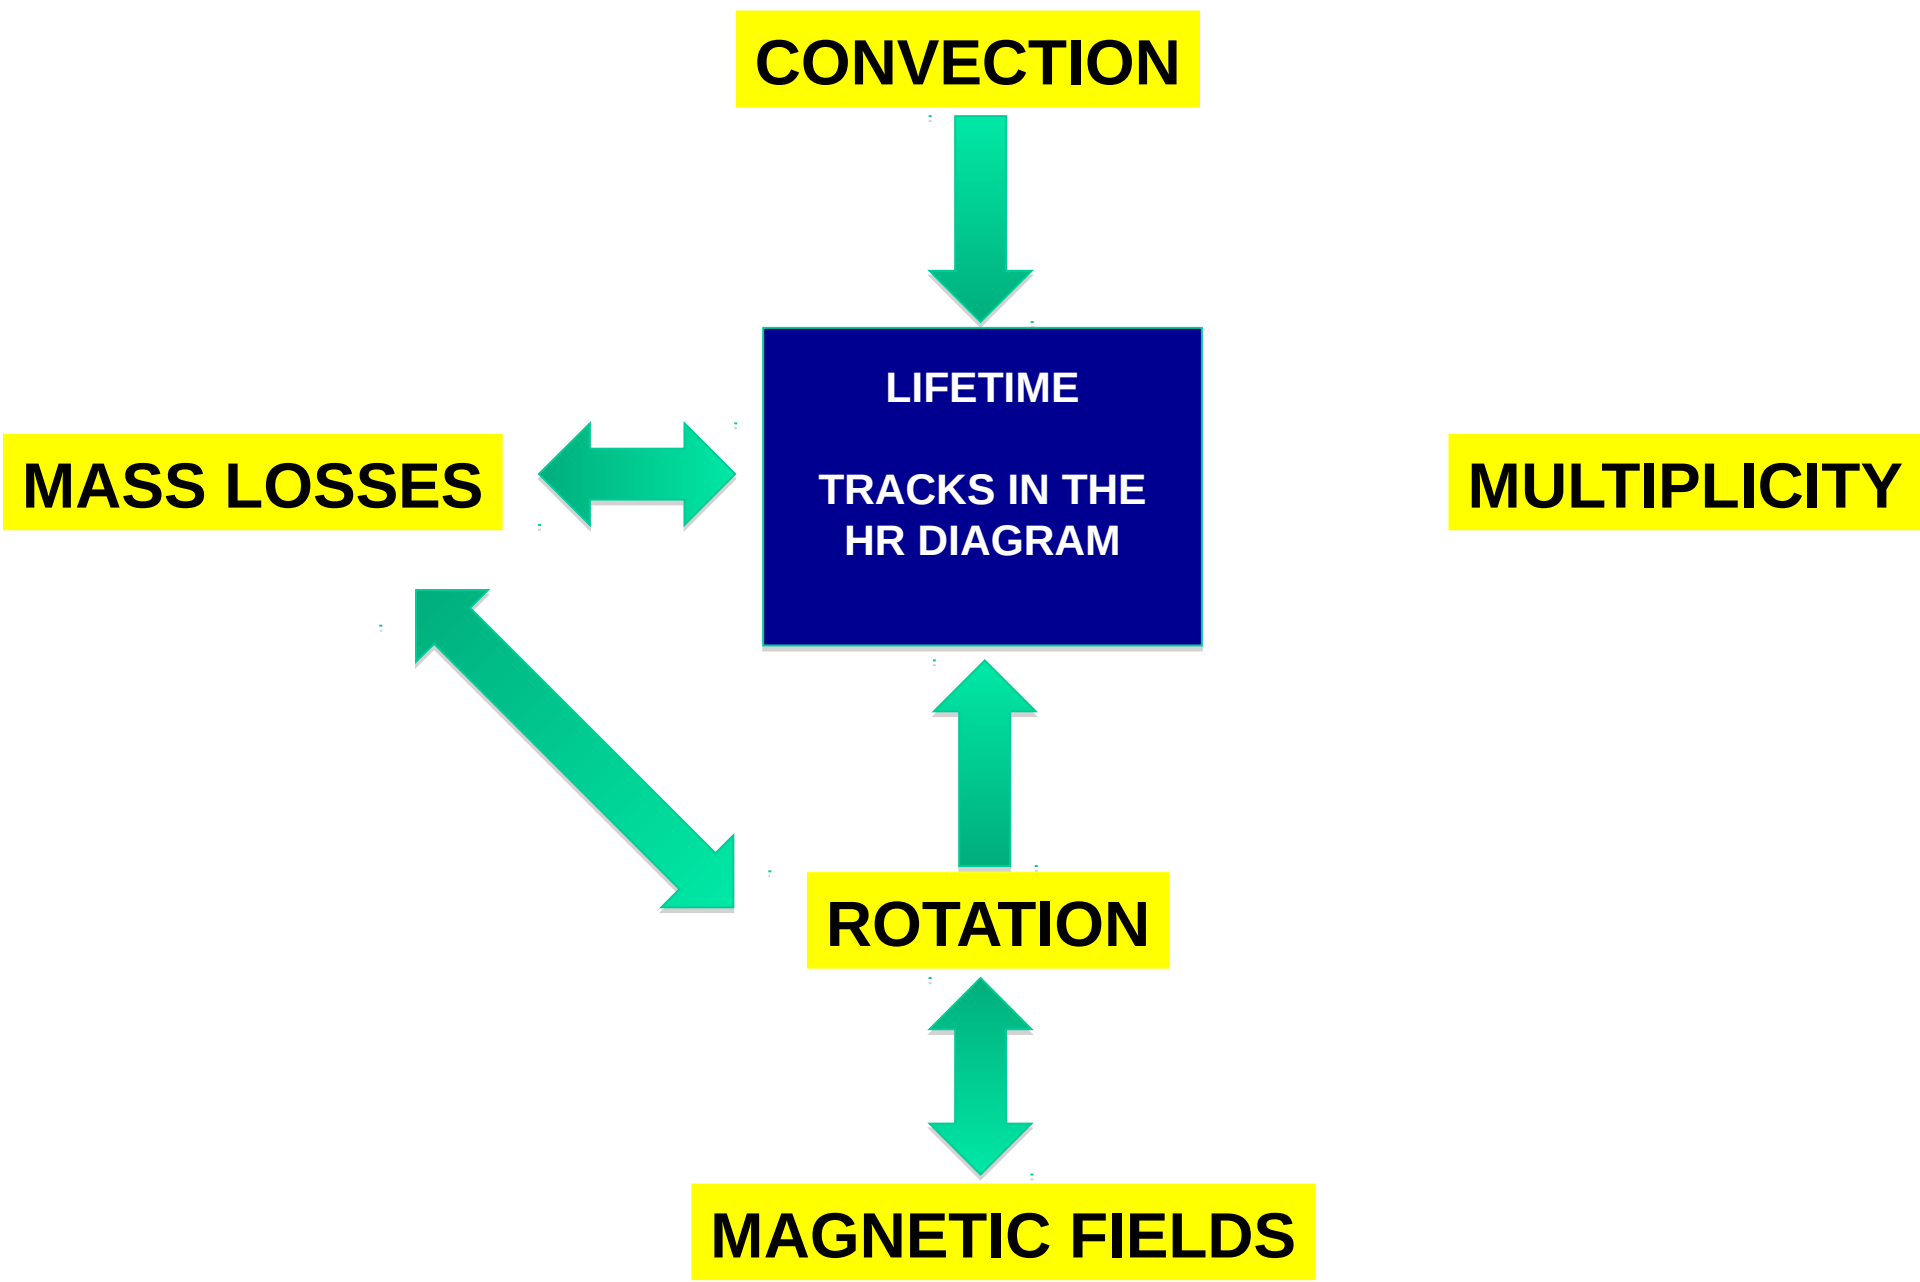 CONVECTION
LIFETIME
TRACKS IN THE
HR DIAGRAM
MASS LOSSES
MULTIPLICITY
ROTATION
MAGNETIC FIELDS